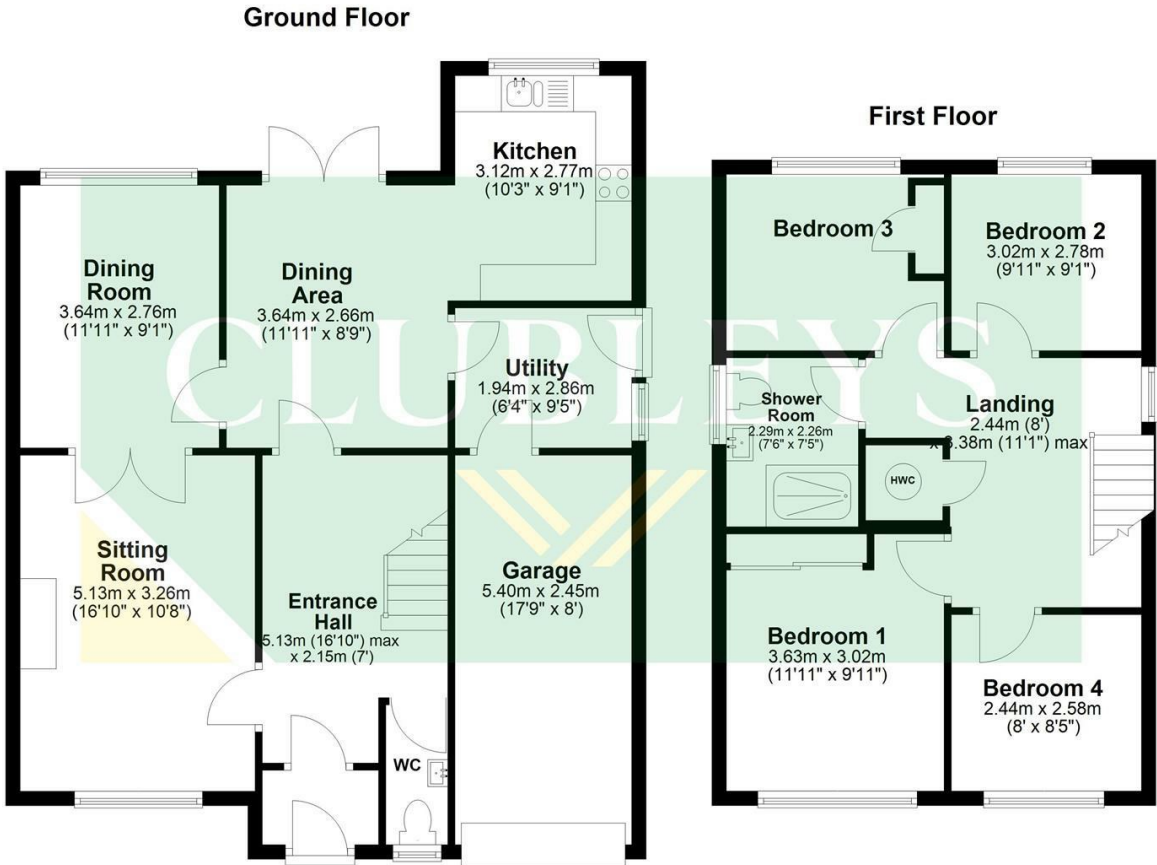 Ground Floor
Kitchen
3.12m x 2.77m
(10'3" x 9'1")
Dining
Room
3.64m x 2.76m
(11'11" x 9'1")
Dining
Area
3.64m x 2.66m
(11'11" x 8'9")
Utility
1.94m x 2.86m
(6'4" x 9'5")
Sitting
Room
5.13m x 3.26m
(16'10" x 10'8")
Entrance
Hall
5.13m (16'10") max
x 2.15m (7')
Garage
5.40m x 2.45m
(17'9" x 8')
WC
First Floor
Bedroom 3
Bedroom 2
3.02m x 2.78m
(9'11" x 9'1")
Shower
Room
2.29m x 2.26m
(7'6" x 7'5")
Landing
2.44m (8')
x 3.38m (11'1") max
HWC
Bedroom 1
3.63m x 3.02m
(11'11" x 9'11")
Bedroom 4
2.44m x 2.58m
(8' x 8'5")
CLUBLEYS